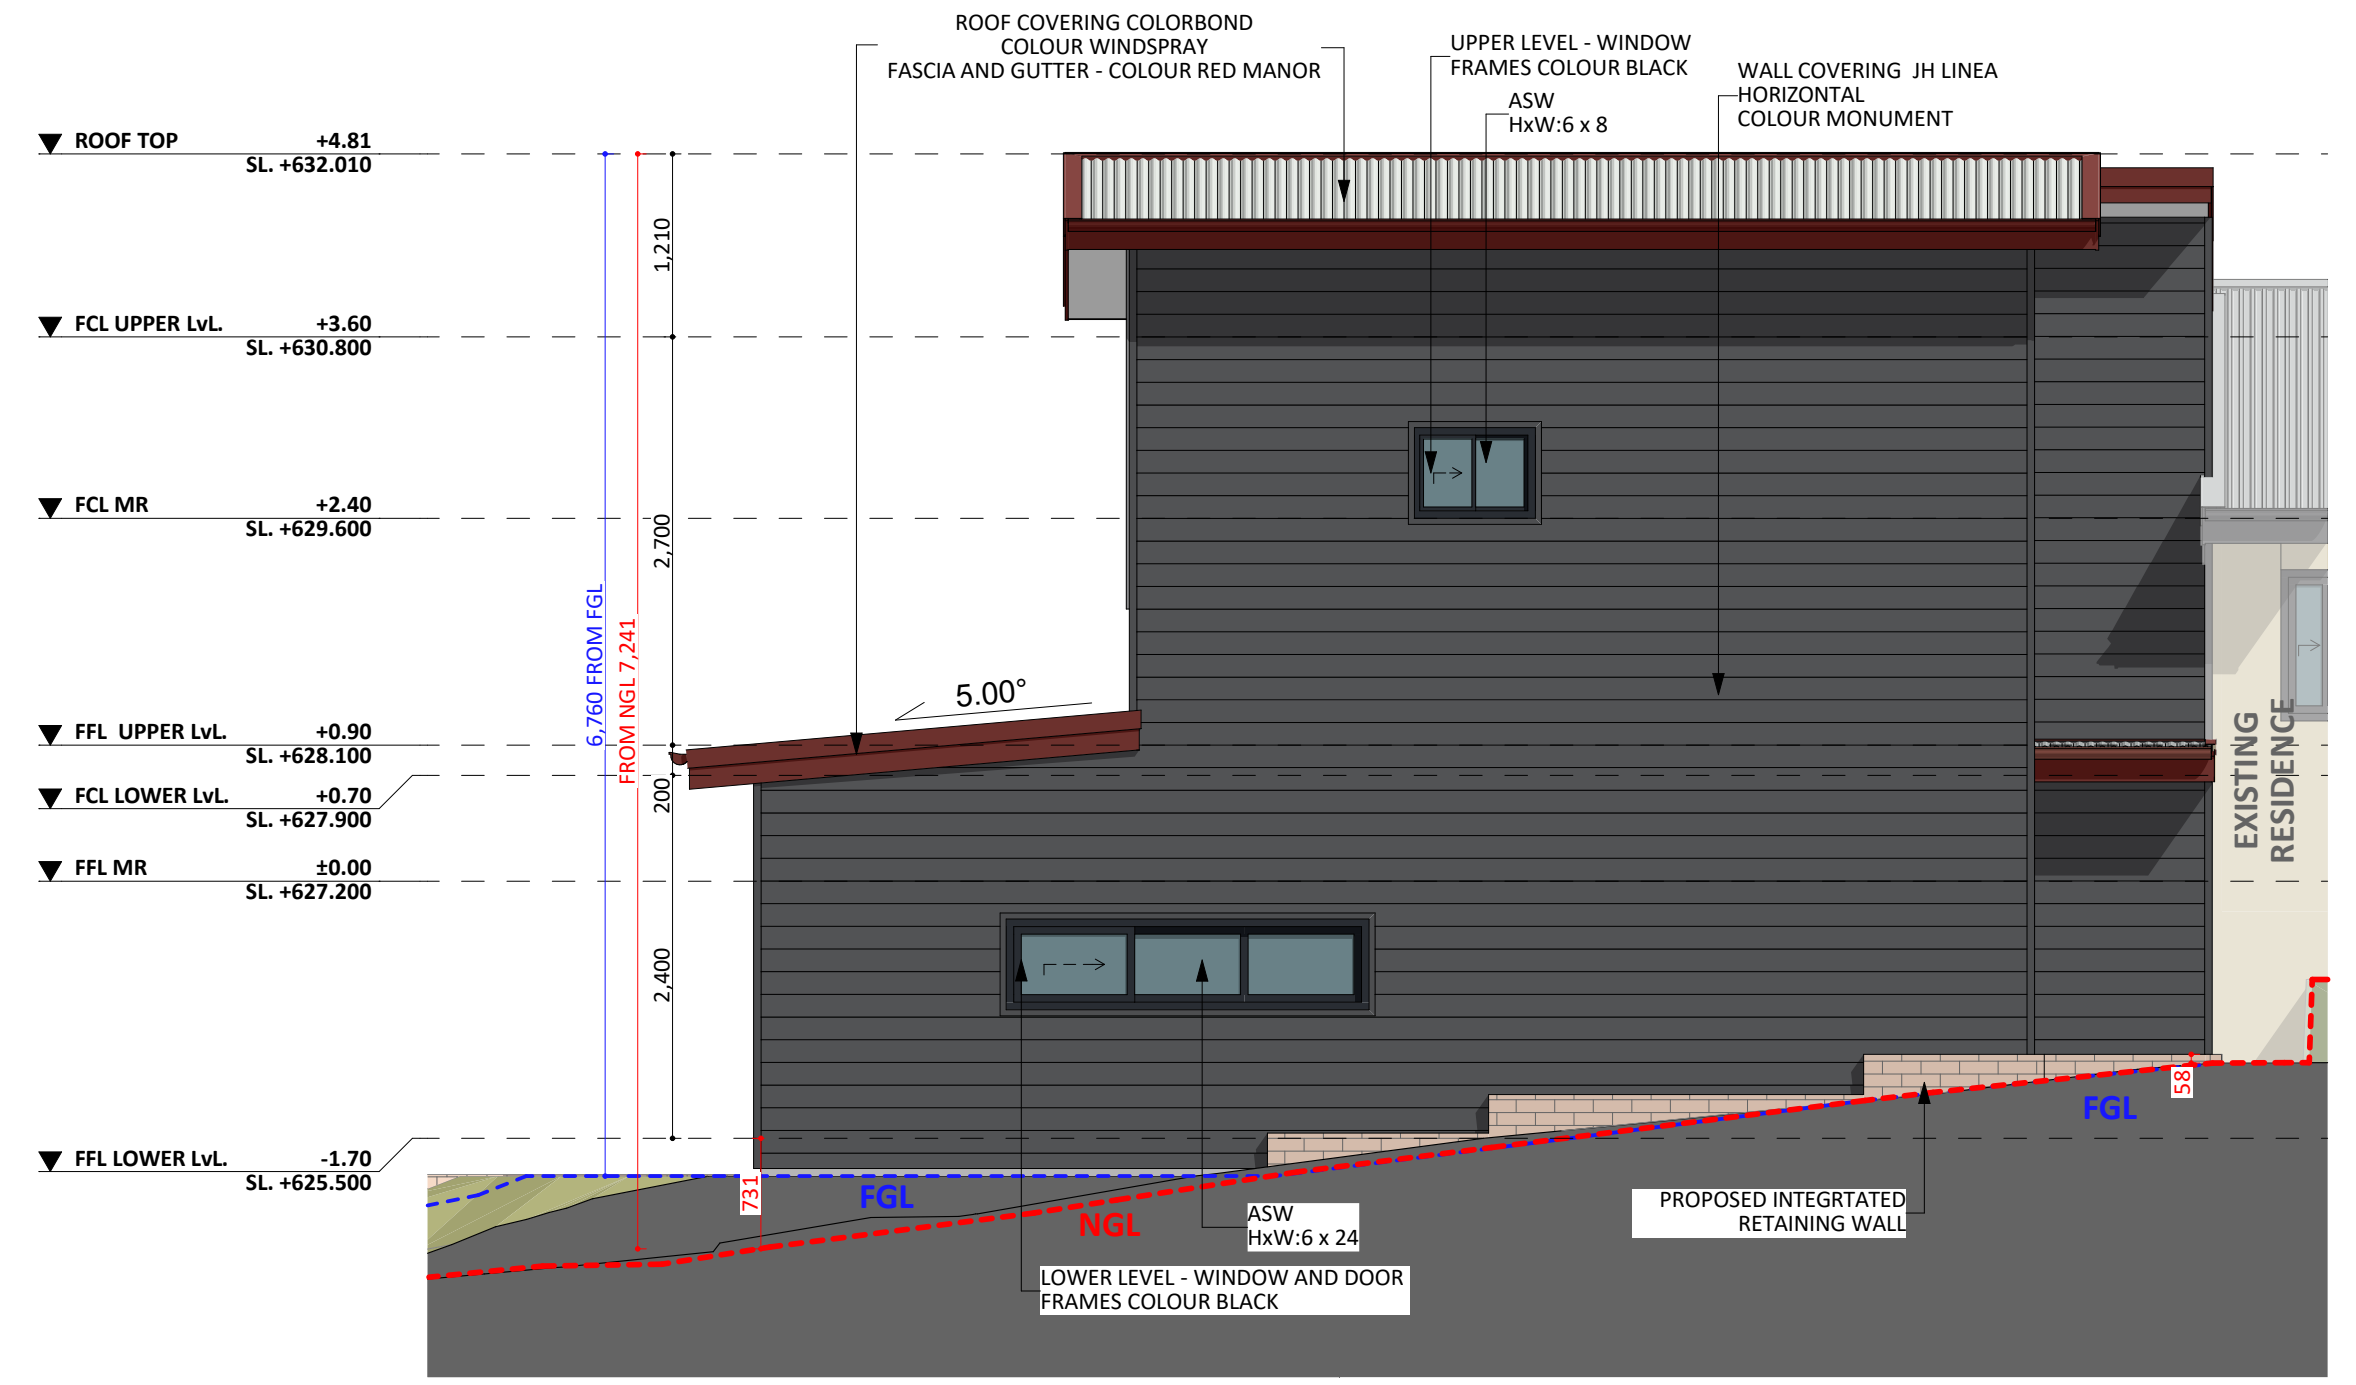 ROOF COVERING COLORBOND
COLOUR WINDSPRAY
FASCIA AND GUTTER - COLOUR RED MANOR
UPPER LEVEL - WINDOW
FRAMES COLOUR BLACK
ASW
HxW:6 x 8
WALL COVERING JH LINEA
HORIZONTAL
COLOUR MONUMENT
ROOF TOP +4.81
SL. +632.010
FCL UPPER LvL. +3.60
SL. +630.800
FCL MR +2.40
SL. +629.600
FFL UPPER LvL. +0.90
SL. +628.100
FCL LOWER LvL. +0.70
SL. +627.900
FFL MR ±0.00
SL. +627.200
FFL LOWER LvL. -1.70
SL. +625.500
6,760 FROM FGL
FROM NGL 7,241
1,210
2,700
200
2,400
5.00°
EXISTING
RESIDENCE
731
58
FGL
FGL
NGL
ASW
HxW:6 x 24
LOWER LEVEL - WINDOW AND DOOR
FRAMES COLOUR BLACK
PROPOSED INTEGRTATED
RETAINING WALL